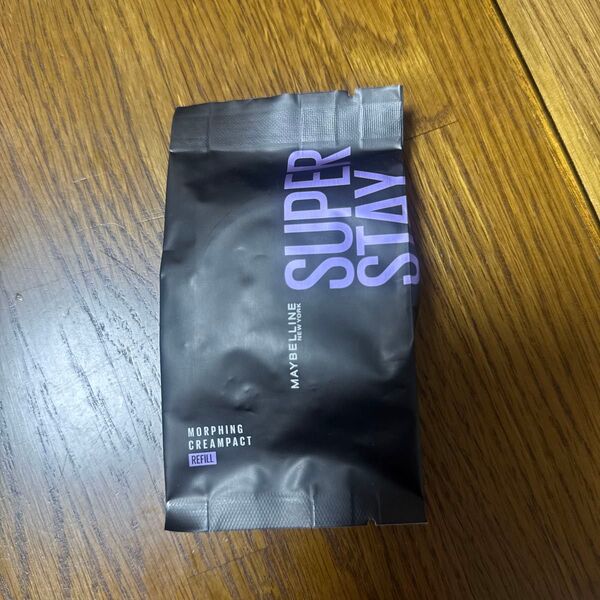 SUPER
STAY
MAYBELLINE
NEW YORK
MORPHING
CREAMPACT
REFILL